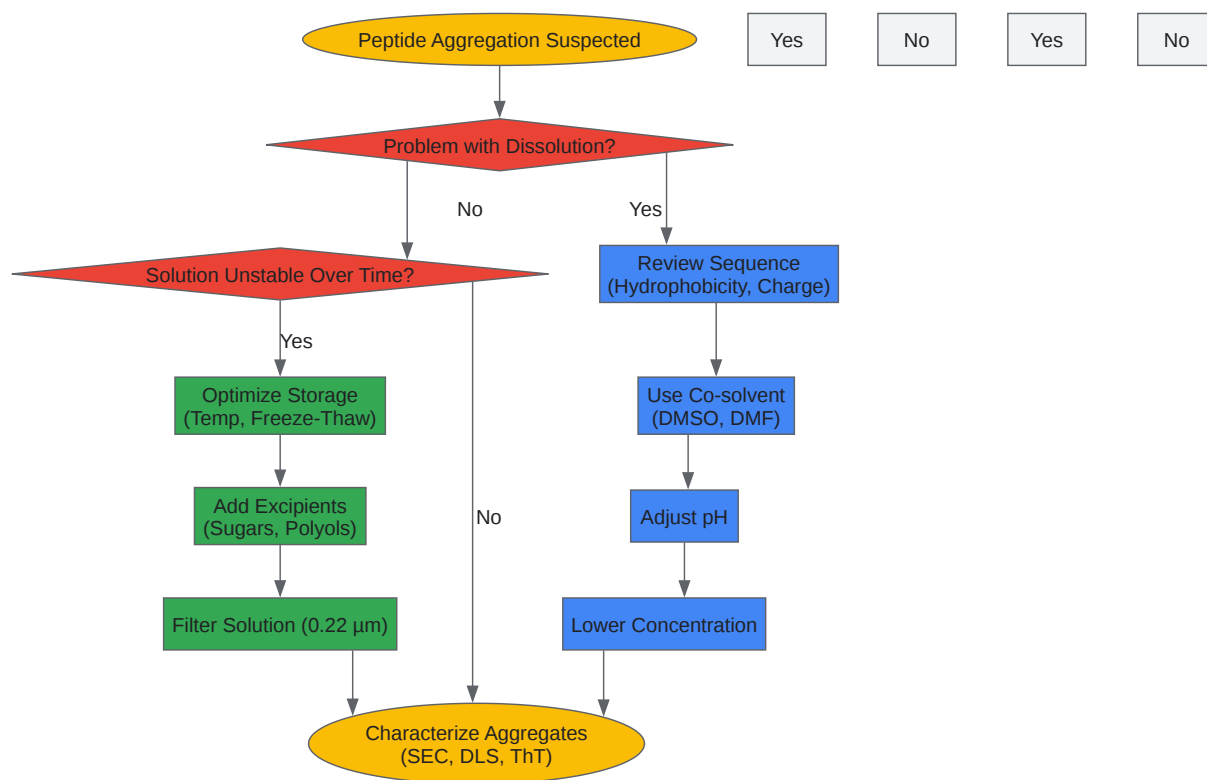 Peptide Aggregation Suspected
Yes
No
Yes
No
Problem with Dissolution?
No
Yes
Solution Unstable Over Time?
Review Sequence
(Hydrophobicity, Charge)
Yes
Optimize Storage
(Temp, Freeze-Thaw)
Use Co-solvent
(DMSO, DMF)
Add Excipients
(Sugars, Polyols)
No
Adjust pH
Filter Solution (0.22 µm)
Lower Concentration
Characterize Aggregates
(SEC, DLS, ThT)